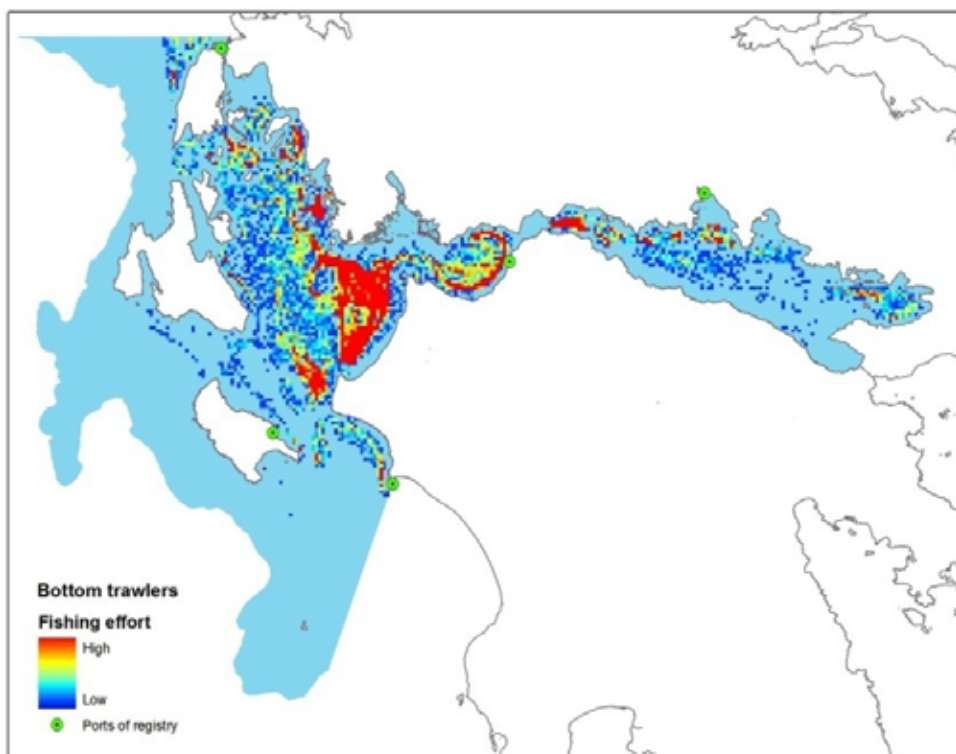 Bottom trawlers
Fishing effort
High
Low
Ports of registry